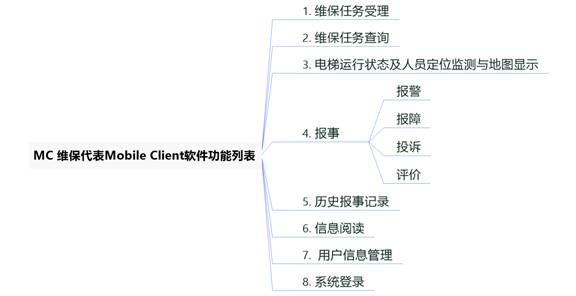 1. 维保任务受理
2. 维保任务查询
3. 电梯运行状态及人员定位监测与地图显示
MC 维保代表Mobile Client软件功能列表
4. 报事
报警
报障
投诉
评价
5. 历史报事记录
6. 信息阅读
7. 用户信息管理
8. 系统登录